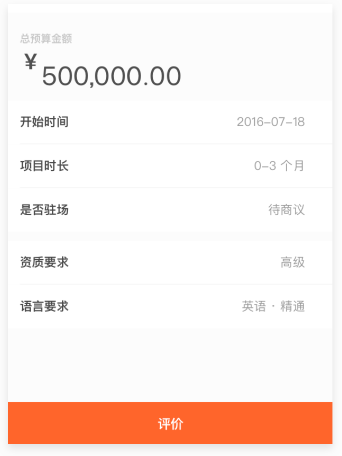 总预算金额
¥ 500,000.00
开始时间 2016-07-18
项目时长 0-3 个月
是否驻场 待商议
资质要求 高级
语言要求 英语 · 精通
评价